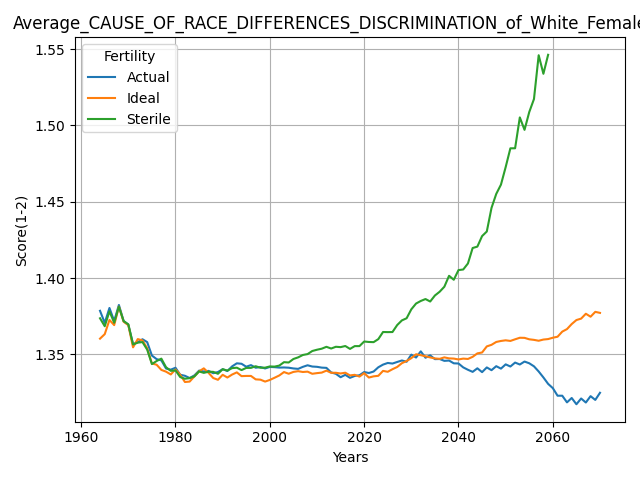 Average_CAUSE_OF_RACE_DIFFERENCES_DISCRIMINATION_of_White_Female
Fertility
Actual
Ideal
Sterile
Score(1-2)
1.55
1.50
1.45
1.40
1.35
1960 1980 2000 2020 2040 2060
Years